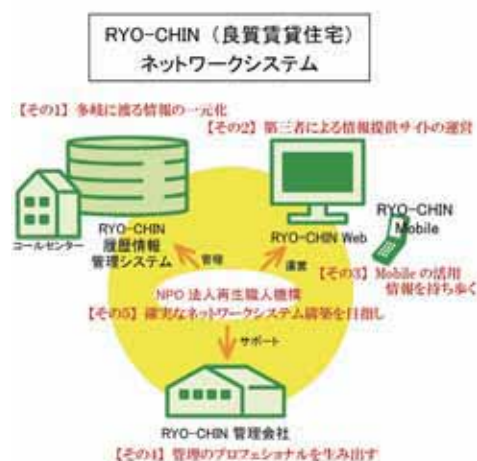 RYO-CHIN（良質賃貸住宅）
ネットワークシステム
【その1】多岐に渡る情報の一元化
【その2】第三者による情報提供サイトの運営
コールセンター
RYO-CHIN
履歴情報
管理システム
RYO-CHIN Web
RYO-CHIN
Mobile
管理
運営
【その3】Mobileの活用
情報を持ち歩く
NPO法人再生職人機構
【その5】確実なネットワークシステム構築を目指し
サポート
RYO-CHIN 管理会社
【その4】管理のプロフェッショナルを生み出す